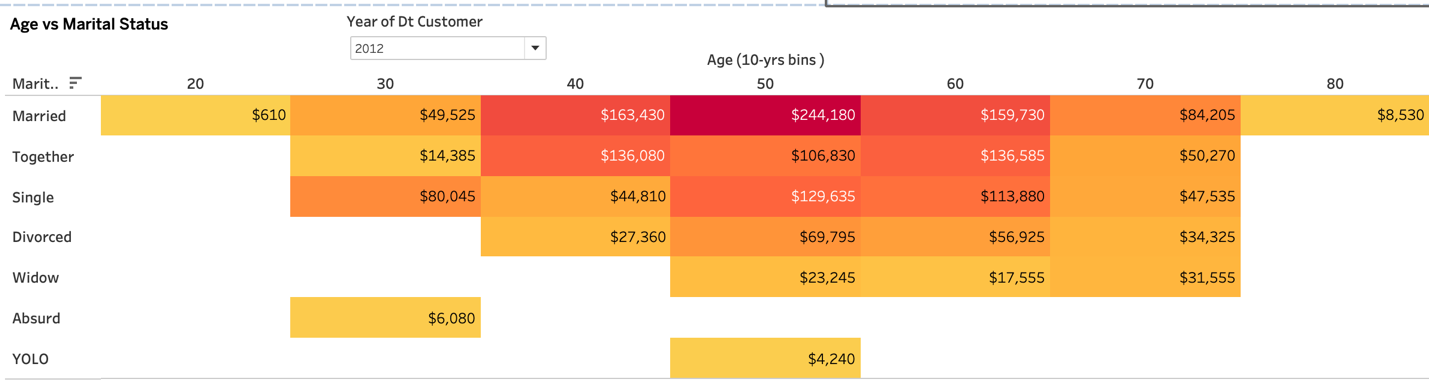 Age vs Marital Status
Year of Dt Customer
2012
Age (10-yrs bins )
Marit.. 20 30 40 50 60 70 80
Married $610 $49,525 $163,430 $244,180 $159,730 $84,205 $8,530
Together $14,385 $136,080 $106,830 $136,585 $50,270
Single $80,045 $44,810 $129,635 $113,880 $47,535
Divorced $27,360 $69,795 $56,925 $34,325
Widow $23,245 $17,555 $31,555
Absurd $6,080
YOLO $4,240